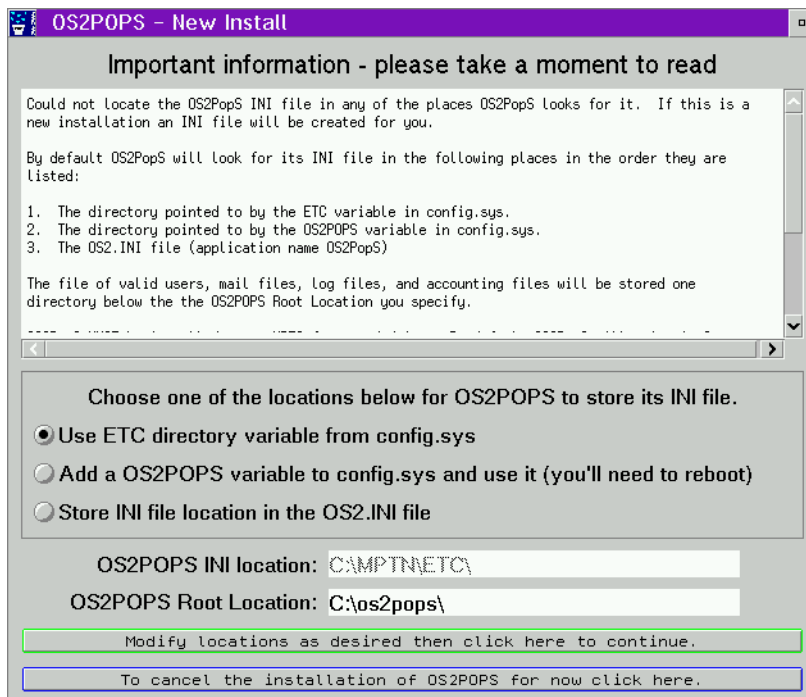 OS2POPS - New Install
Important information - please take a moment to read
Could not locate the OS2PopS INI file in any of the places OS2PopS looks for it.  If this is a
new installation an INI file will be created for you.
By default OS2PopS will look for its INI file in the following places in the order they are
listed:
1.  The directory pointed to by the ETC variable in config.sys.
2.  The directory pointed to by the OS2POPS variable in config.sys.
3.  The OS2.INI file (application name OS2PopS)
The file of valid users, mail files, log files, and accounting files will be stored one
directory below the the OS2POPS Root Location you specify.
Choose one of the locations below for OS2POPS to store its INI file.
Use ETC directory variable from config.sys
Add a OS2POPS variable to config.sys and use it (you'll need to reboot)
Store INI file location in the OS2.INI file
OS2POPS INI location: C:\MPTN\ETC\
OS2POPS Root Location: C:\os2pops\
Modify locations as desired then click here to continue.
To cancel the installation of OS2POPS for now click here.